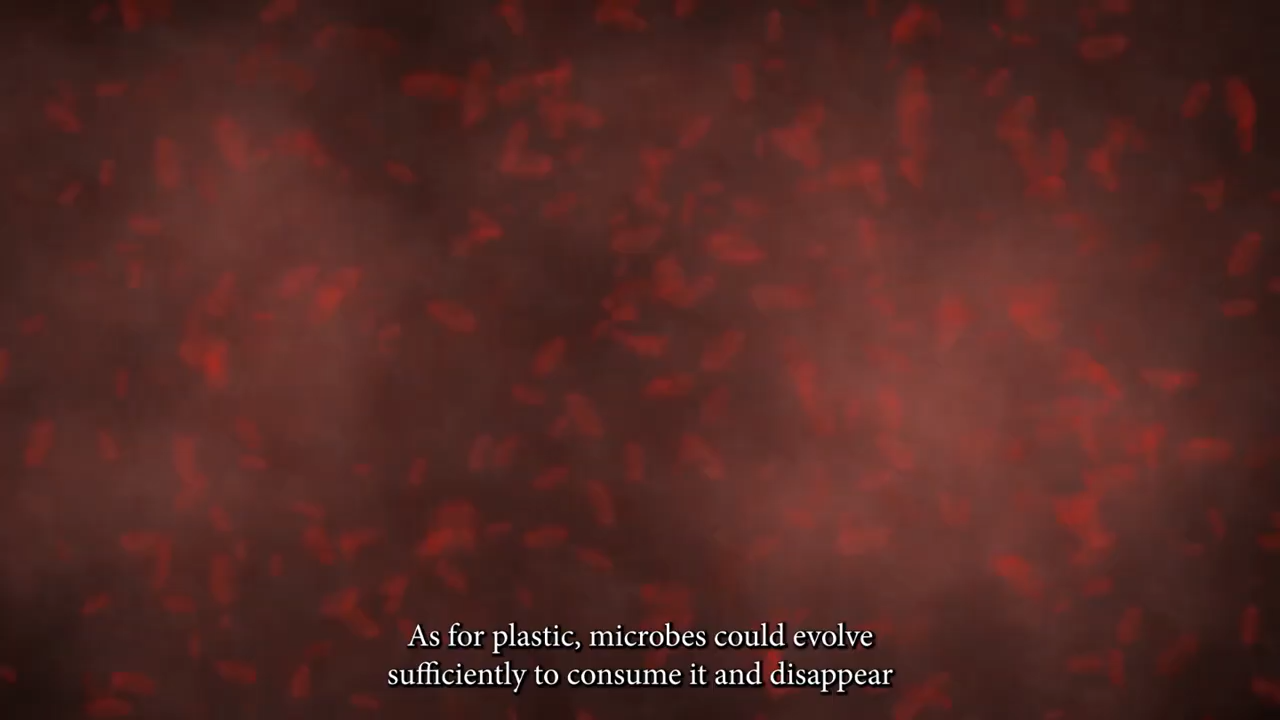 As for plastic, microbes could evolve
sufficiently to consume it and disappear